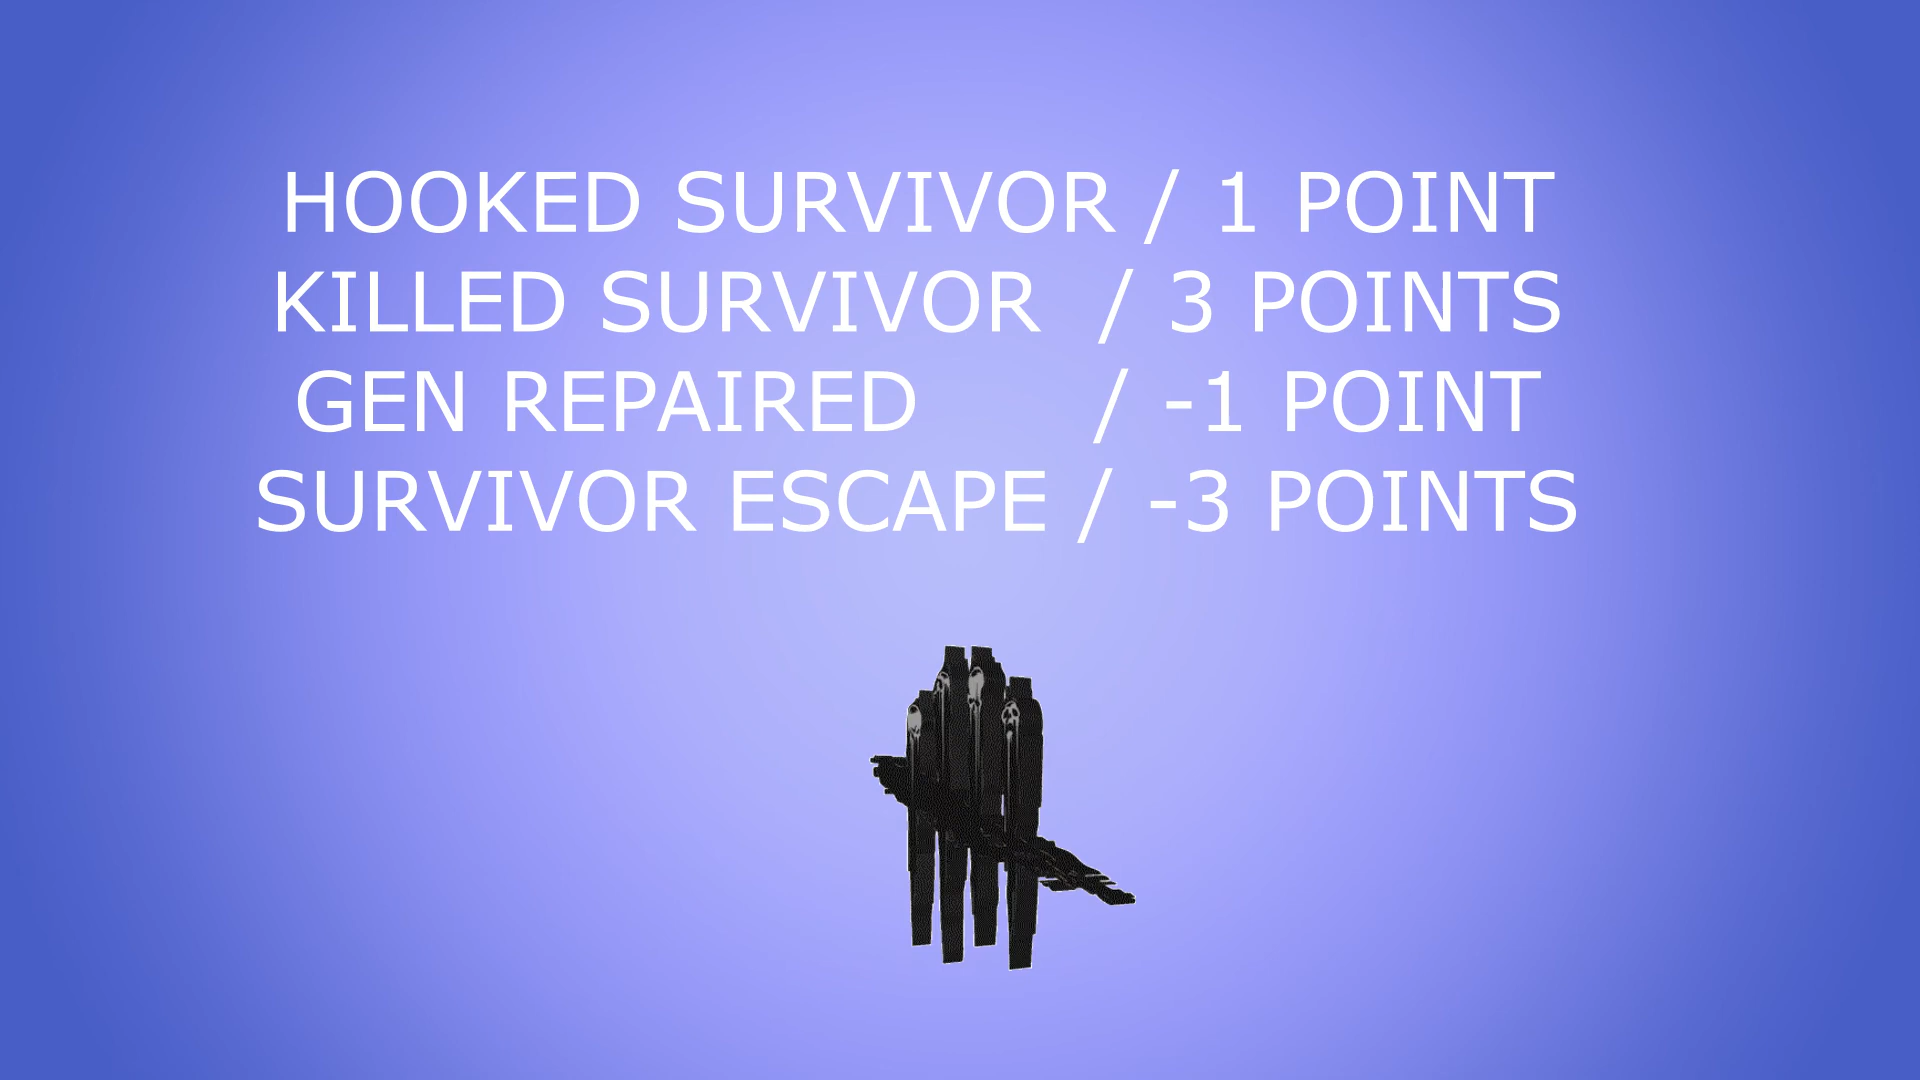 HOOKED SURVIVOR / 1 POINT
KILLED SURVIVOR / 3 POINTS
GEN REPAIRED / -1 POINT
SURVIVOR ESCAPE / -3 POINTS